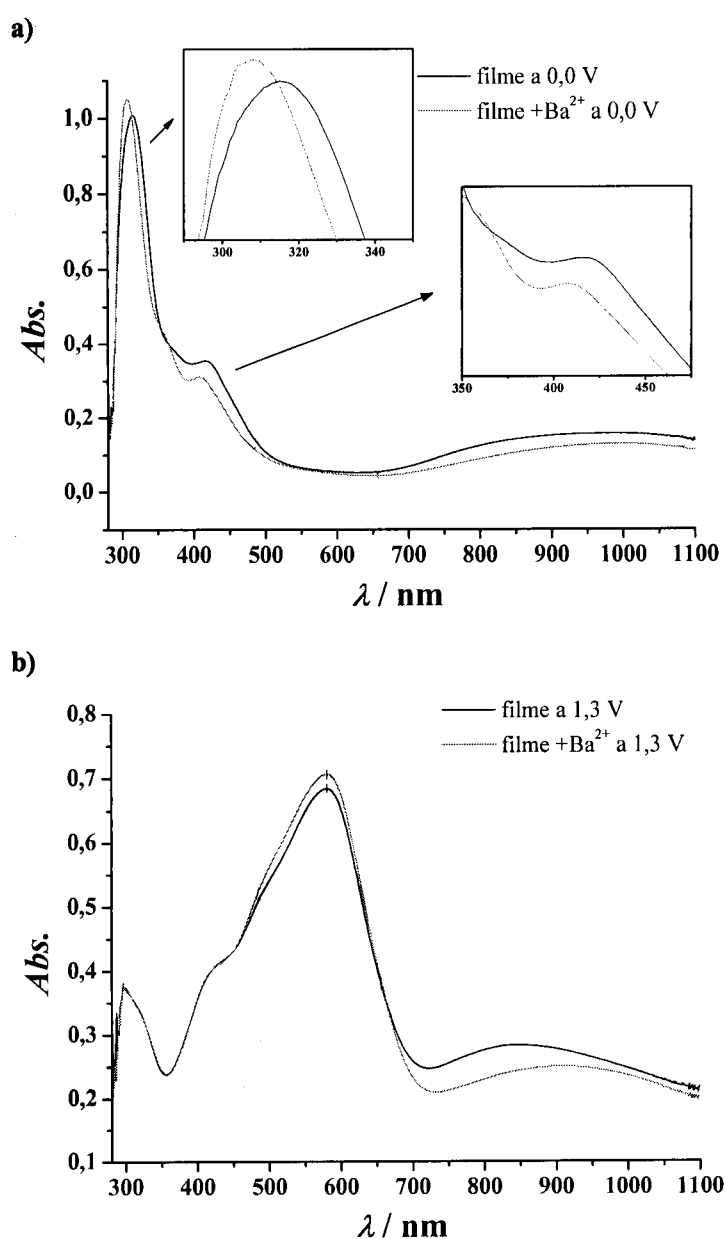 a)
filme a 0,0 V
filme +Ba²⁺ a 0,0 V
300 320 340
350 400 450
1,0
0,8
0,6
0,4
0,2
0,0
Abs.
300 400 500 600 700 800 900 1000 1100
λ / nm
b)
filme a 1,3 V
filme +Ba²⁺ a 1,3 V
0,8
0,7
0,6
0,5
0,4
0,3
0,2
0,1
Abs.
300 400 500 600 700 800 900 1000 1100
λ / nm